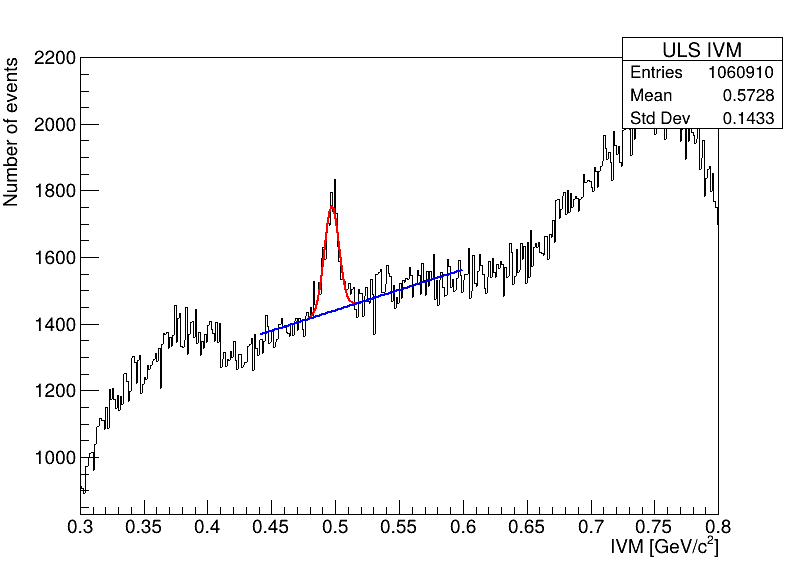 ULS IVM
Entries 1060910
Mean 0.5728
Std Dev 0.1433
Number of events
2200
2000
1800
1600
1400
1200
1000
0.3 0.35 0.4 0.45 0.5 0.55 0.6 0.65 0.7 0.75 0.8
IVM [GeV/c²]